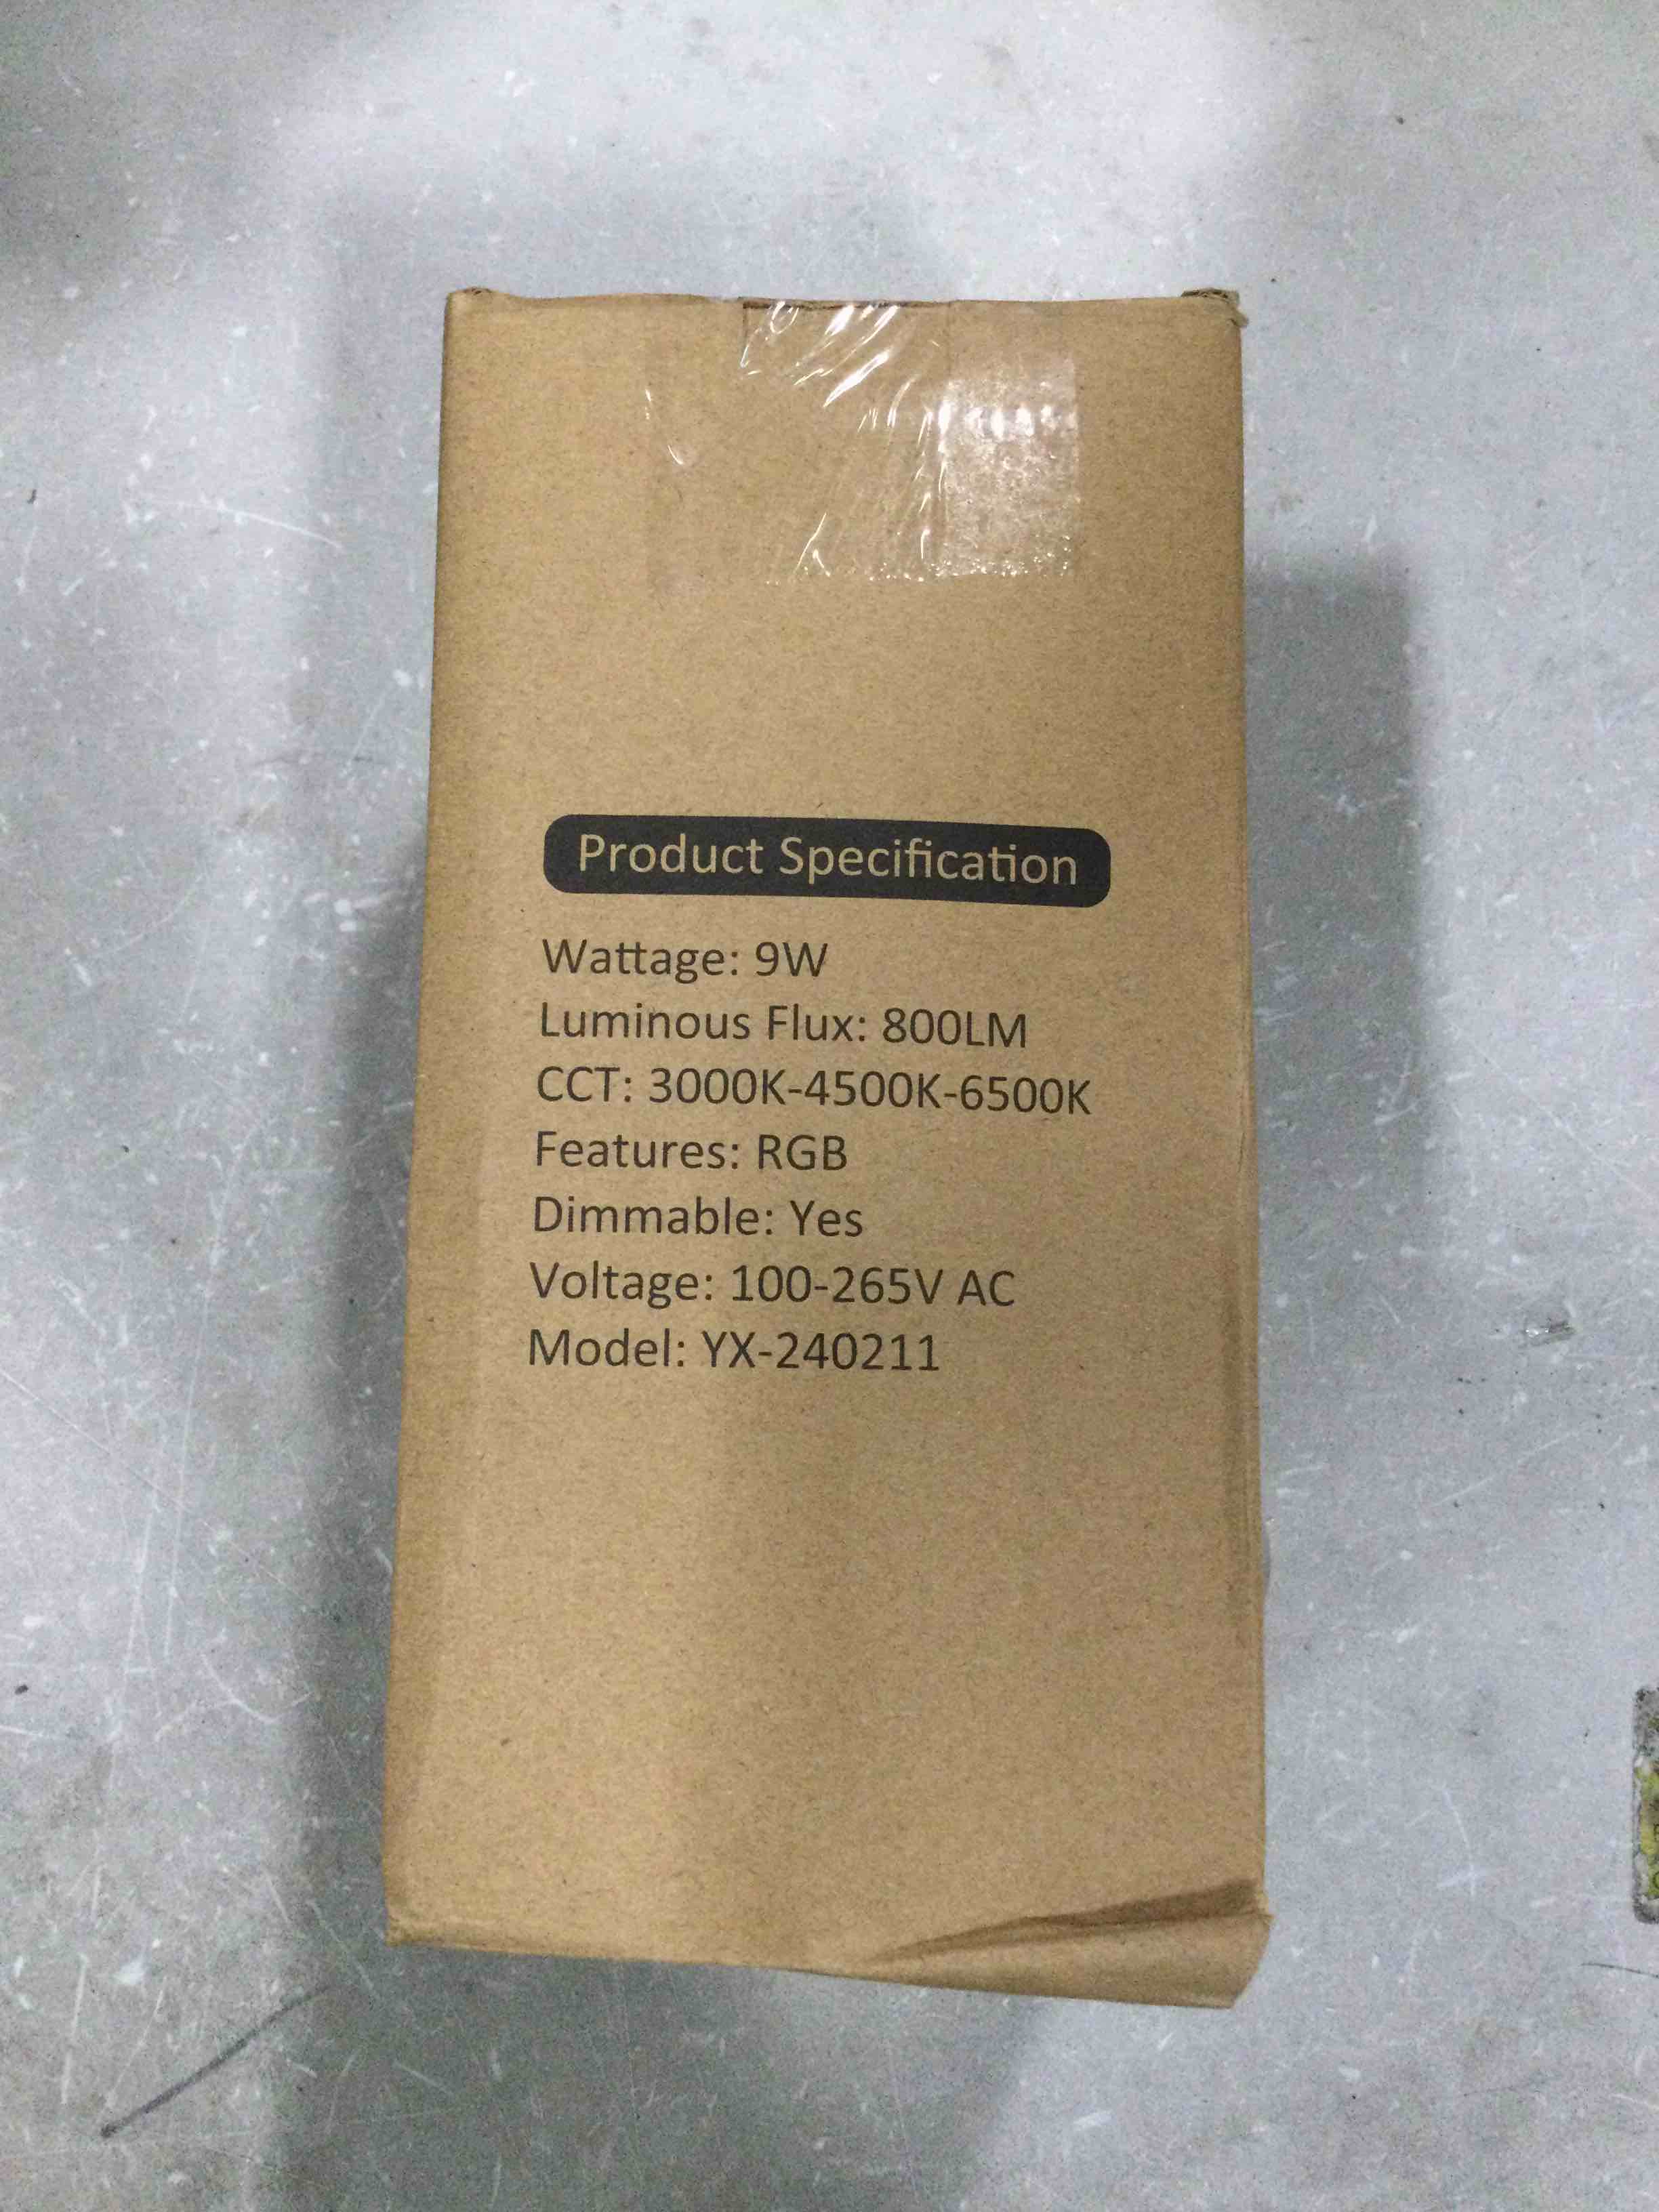 Product Specification
Wattage: 9W
Luminous Flux: 800LM
CCT: 3000K-4500K-6500K
Features: RGB
Dimmable: Yes
Voltage: 100-265V AC
Model: YX-240211